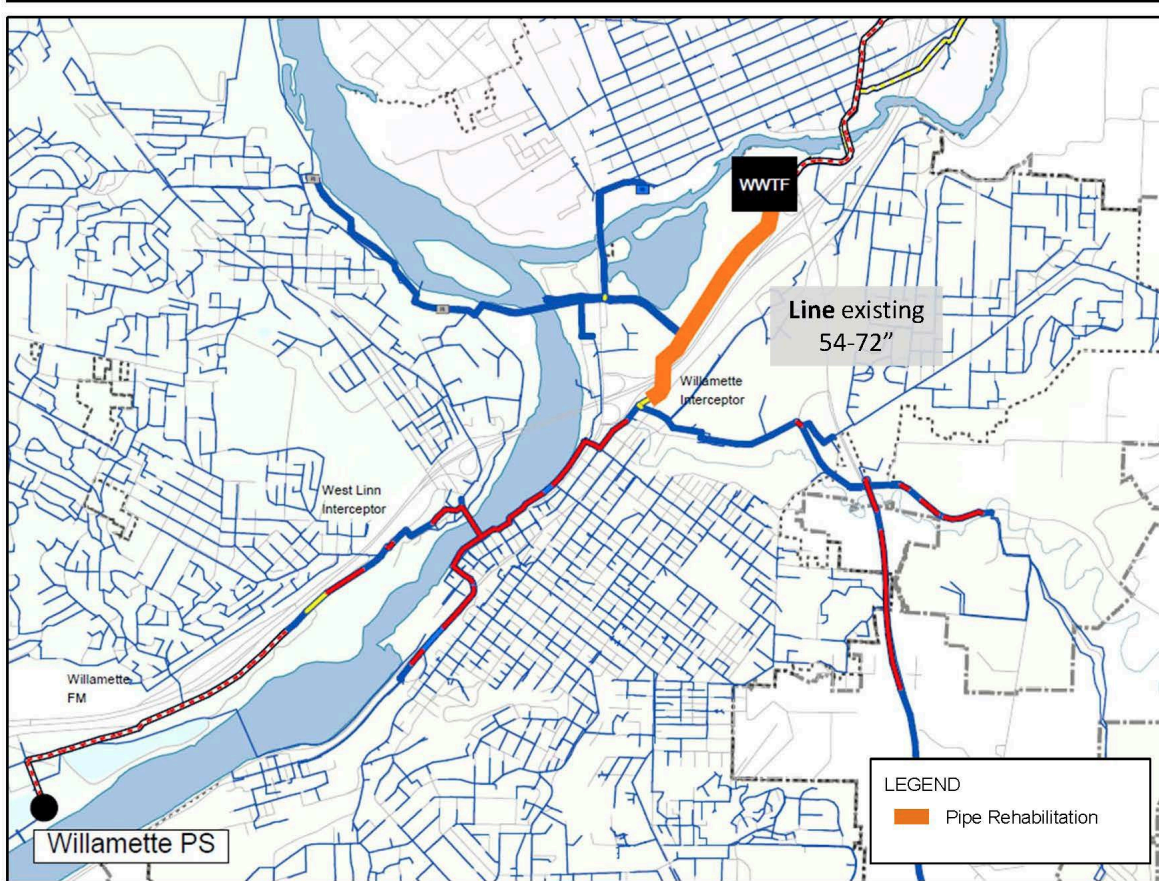 WWTF
Line existing
54-72”
Willamette
Interceptor
West Linn
Interceptor
Willamette
FM
Willamette PS
LEGEND
Pipe Rehabilitation